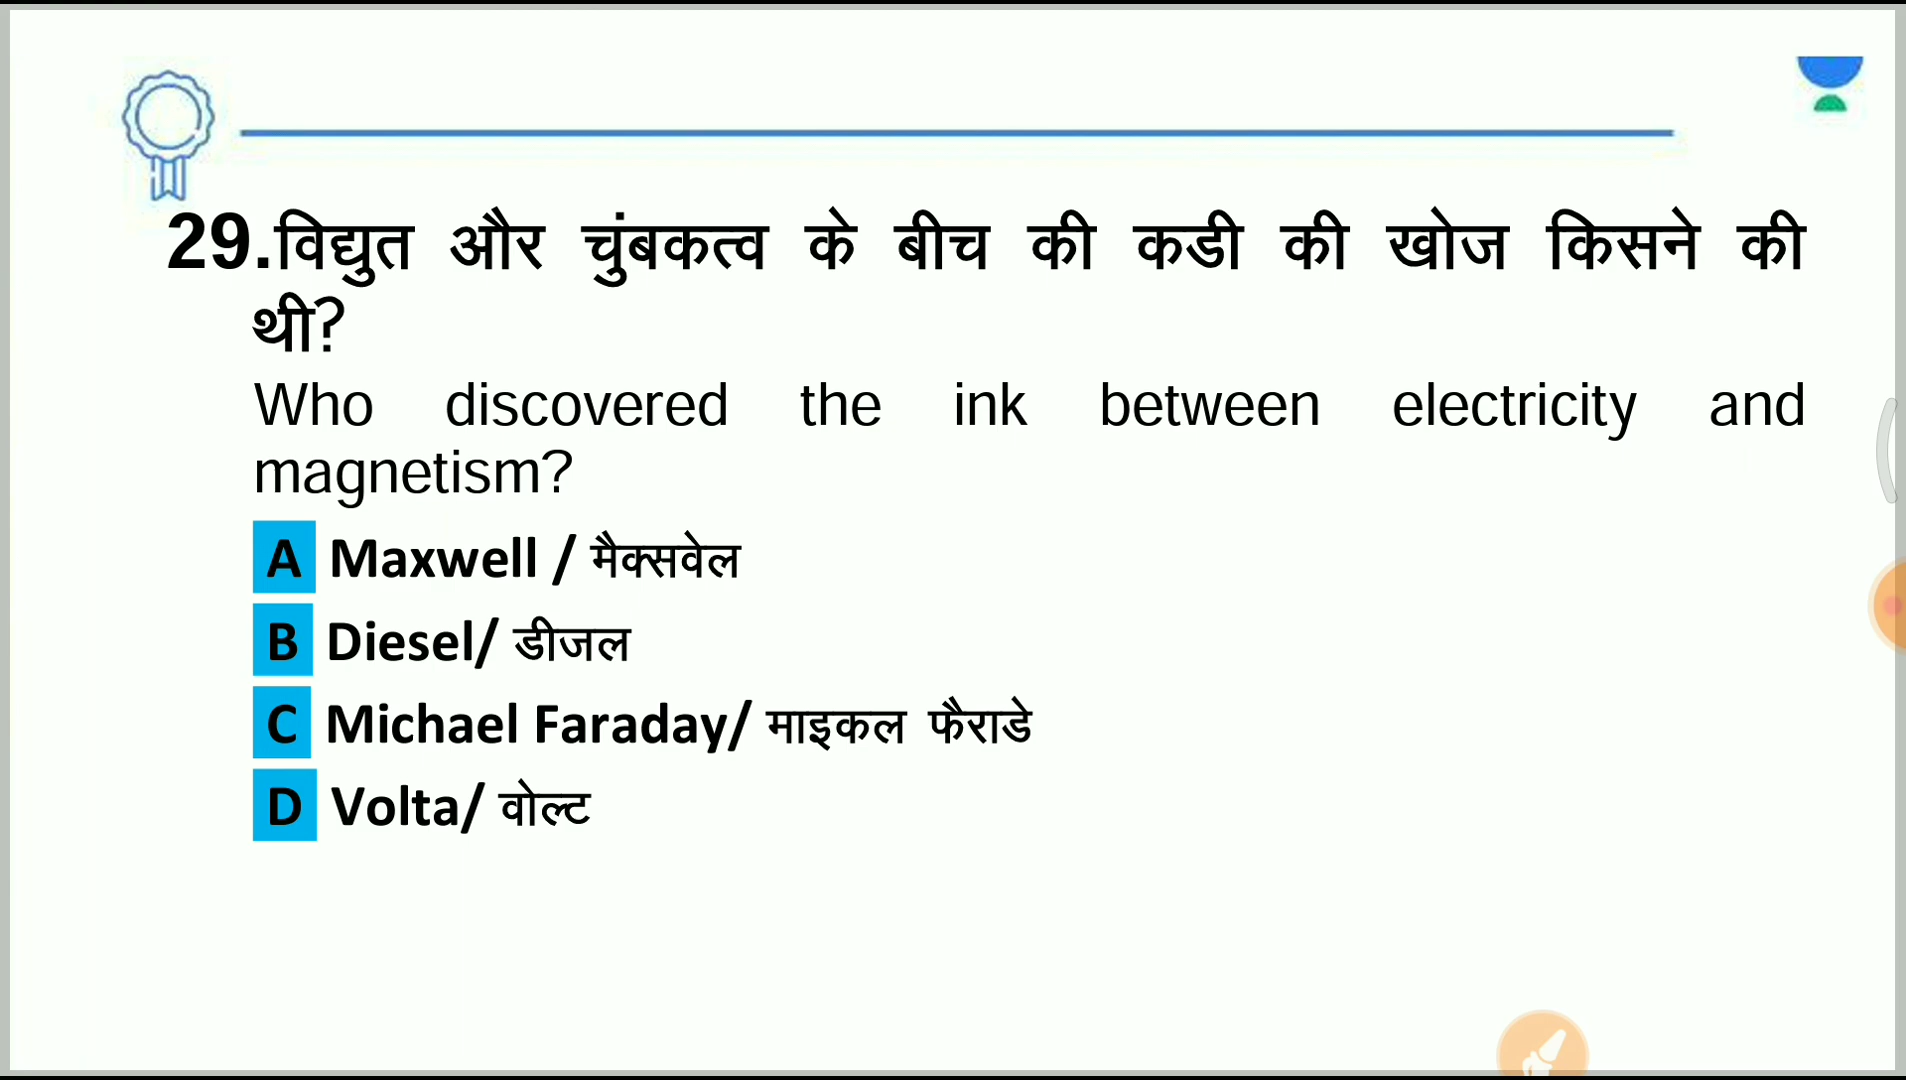 29.विद्युत और चुंबकत्व के बीच की कडी की खोज किसने की
थी?
Who discovered the ink between electricity and
magnetism?
A Maxwell / मैक्सवेल
B Diesel/ डीजल
C Michael Faraday/ माइकल फैराडे
D Volta/ वोल्ट